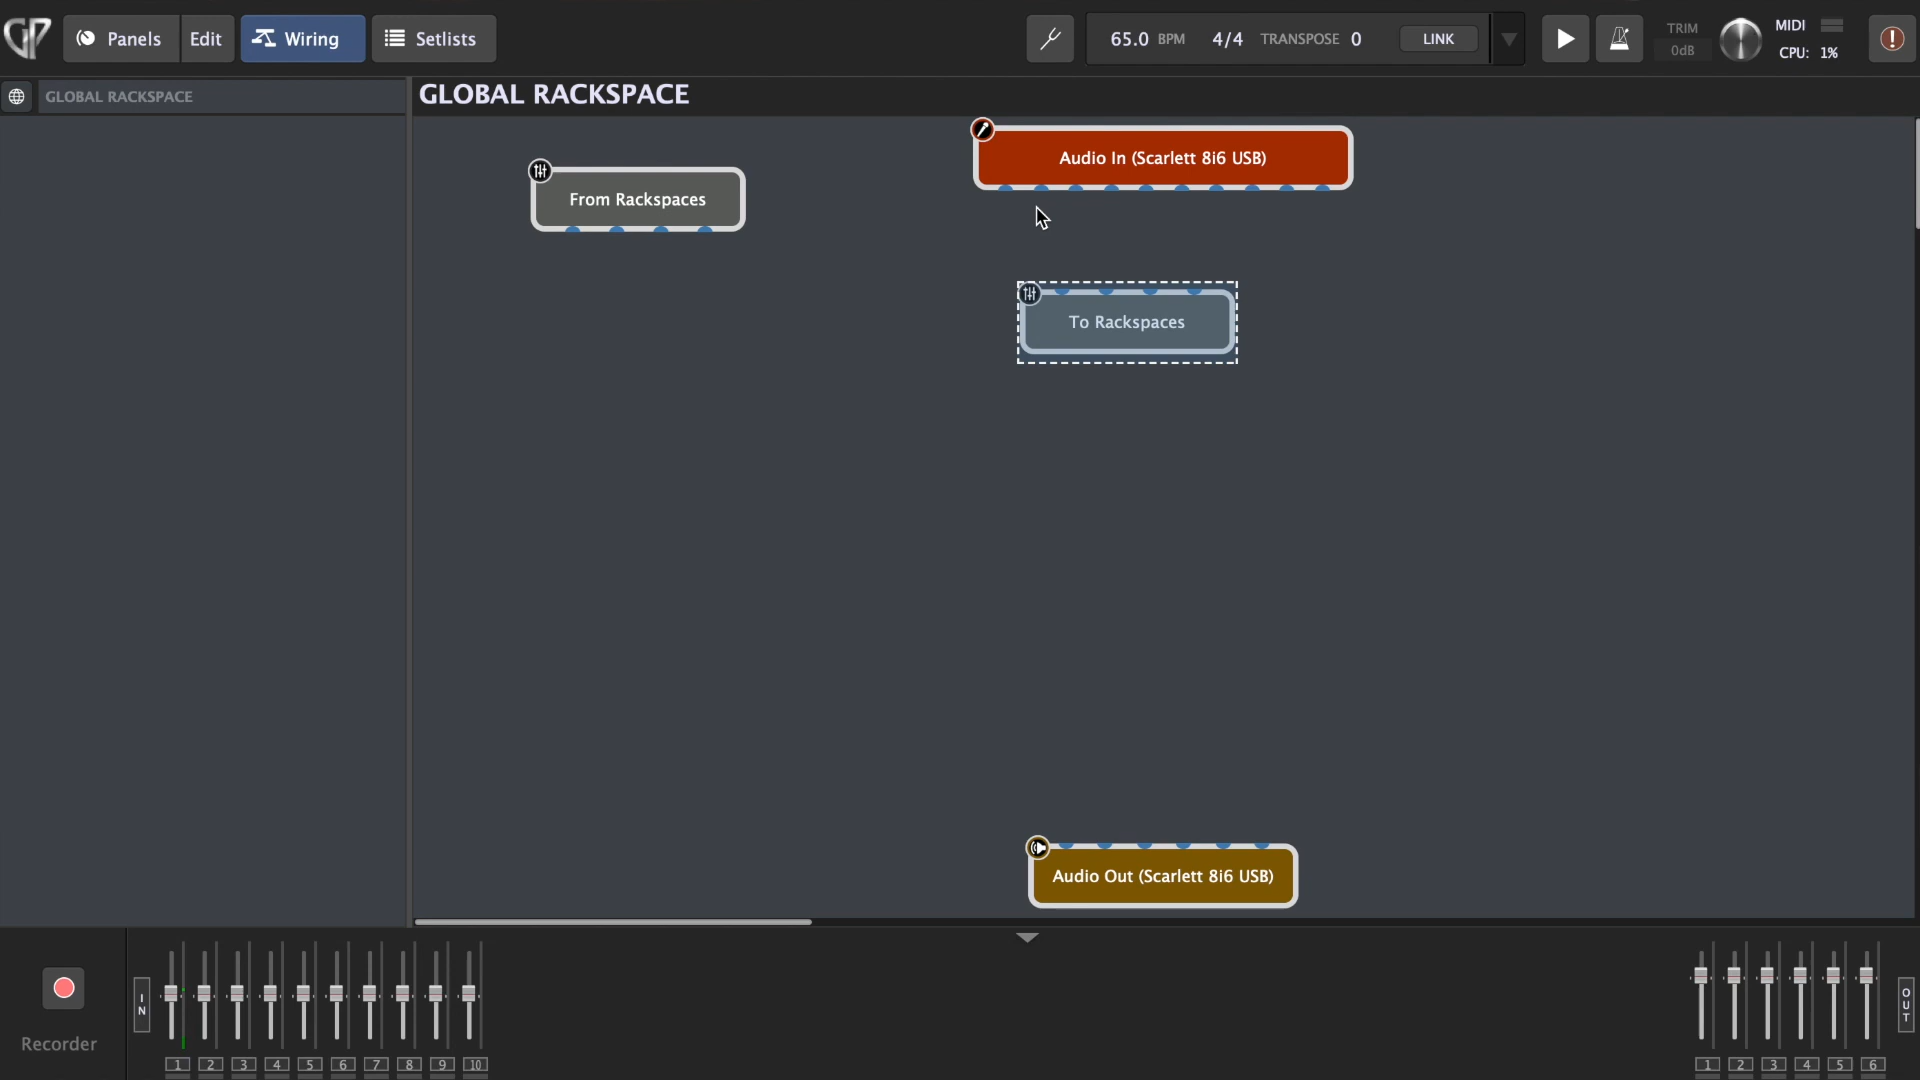 GP Panels Edit Wiring Setlists 65.0 BPM 4/4 TRANSPOSE 0 LINK TRIM 0dB MIDI CPU: 1%
GLOBAL RACKSPACE
GLOBAL RACKSPACE
Audio In (Scarlett 8i6 USB)
From Rackspaces
To Rackspaces
Audio Out (Scarlett 8i6 USB)
Recorder
IN
1 2 3 4 5 6 7 8 9 10
1 2 3 4 5 6
OUT